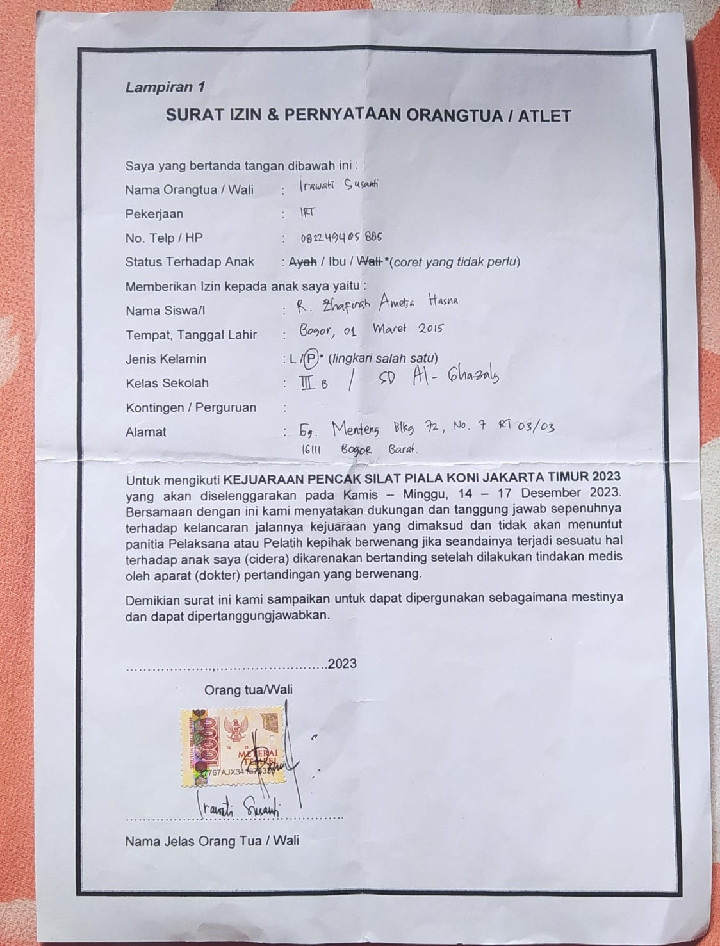 Lampiran 1
SURAT IZIN & PERNYATAAN ORANGTUA / ATLET
Saya yang bertanda tangan dibawah ini :
Nama Orangtua / Wali : Irawati Susanti
Pekerjaan : IRT
No. Telp / HP : 082249405885
Status Terhadap Anak : Ayah / Ibu / Wali *(coret yang tidak perlu)
Memberikan Izin kepada anak saya yaitu :
Nama Siswa/I : R. Zhafirah Ameta Hasna
Tempat, Tanggal Lahir : Bogor, 01 Maret 2015
Jenis Kelamin : L / P * (lingkari salah satu)
Kelas Sekolah : III B / SD Al - Ghazaly
Kontingen / Perguruan :
Alamat : Gg. Menteng Blkg 72, No. 7 RT 03/03
16111 Bogor Barat.
Untuk mengikuti KEJUARAAN PENCAK SILAT PIALA KONI JAKARTA TIMUR 2023
yang akan diselenggarakan pada Kamis – Minggu, 14 – 17 Desember 2023.
Bersamaan dengan ini kami menyatakan dukungan dan tanggung jawab sepenuhnya
terhadap kelancaran jalannya kejuaraan yang dimaksud dan tidak akan menuntut
panitia Pelaksana atau Pelatih kepihak berwenang jika seandainya terjadi sesuatu hal
terhadap anak saya (cidera) dikarenakan bertanding setelah dilakukan tindakan medis
oleh aparat (dokter) pertandingan yang berwenang.
Demikian surat ini kami sampaikan untuk dapat dipergunakan sebagaimana mestinya
dan dapat dipertanggungjawabkan.
......................................2023
Orang tua/Wali
10000
METERAI
TEMPEL
Irawati Susanti
Nama Jelas Orang Tua / Wali